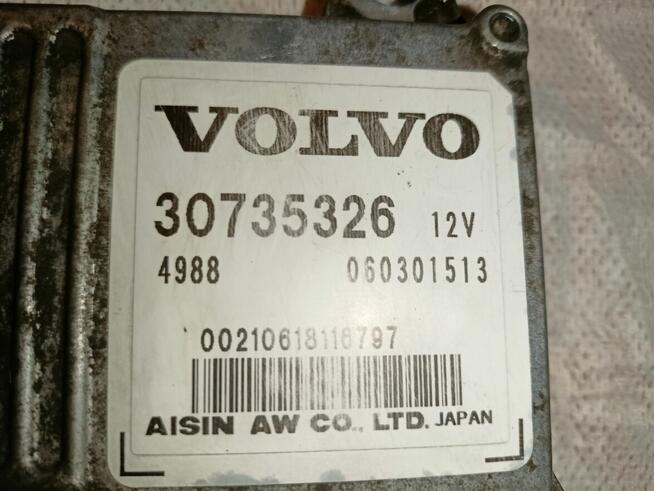 VOLVO
30735326 12V
4988 060301513
00210618116797
AISIN AW CO., LTD. JAPAN